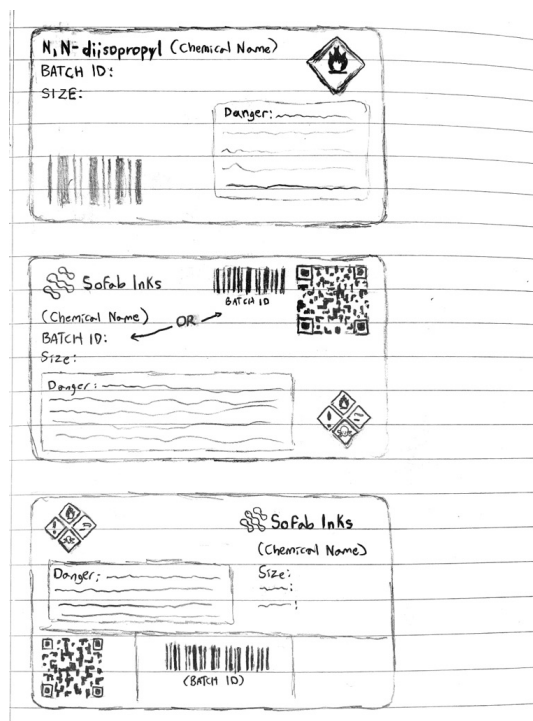 N,N-diisopropyl (Chemical Name)
BATCH ID:
SIZE:
Danger:
Sofab Inks
BATCH ID
(Chemical Name)
OR
BATCH ID:
Size:
Danger:
Sofab Inks
(Chemical Name)
Danger:
Size:
(BATCH ID)